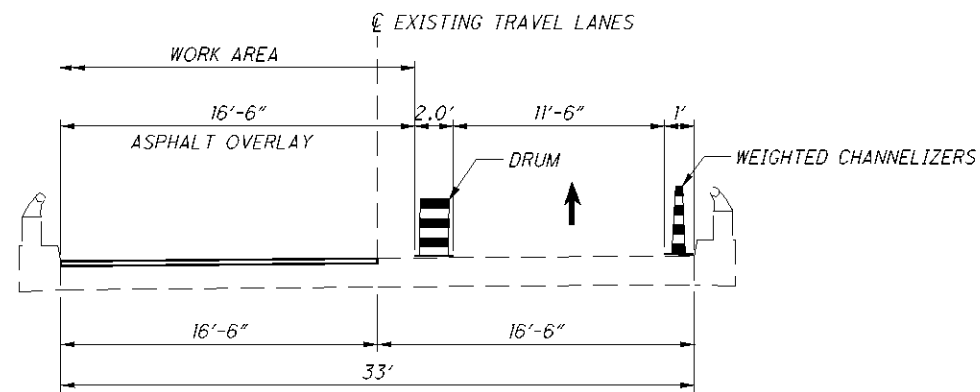 ℄ EXISTING TRAVEL LANES
WORK AREA
16'-6" 2.0' 11'-6" 1'
ASPHALT OVERLAY
DRUM
WEIGHTED CHANNELIZERS
16'-6" 16'-6"
33'